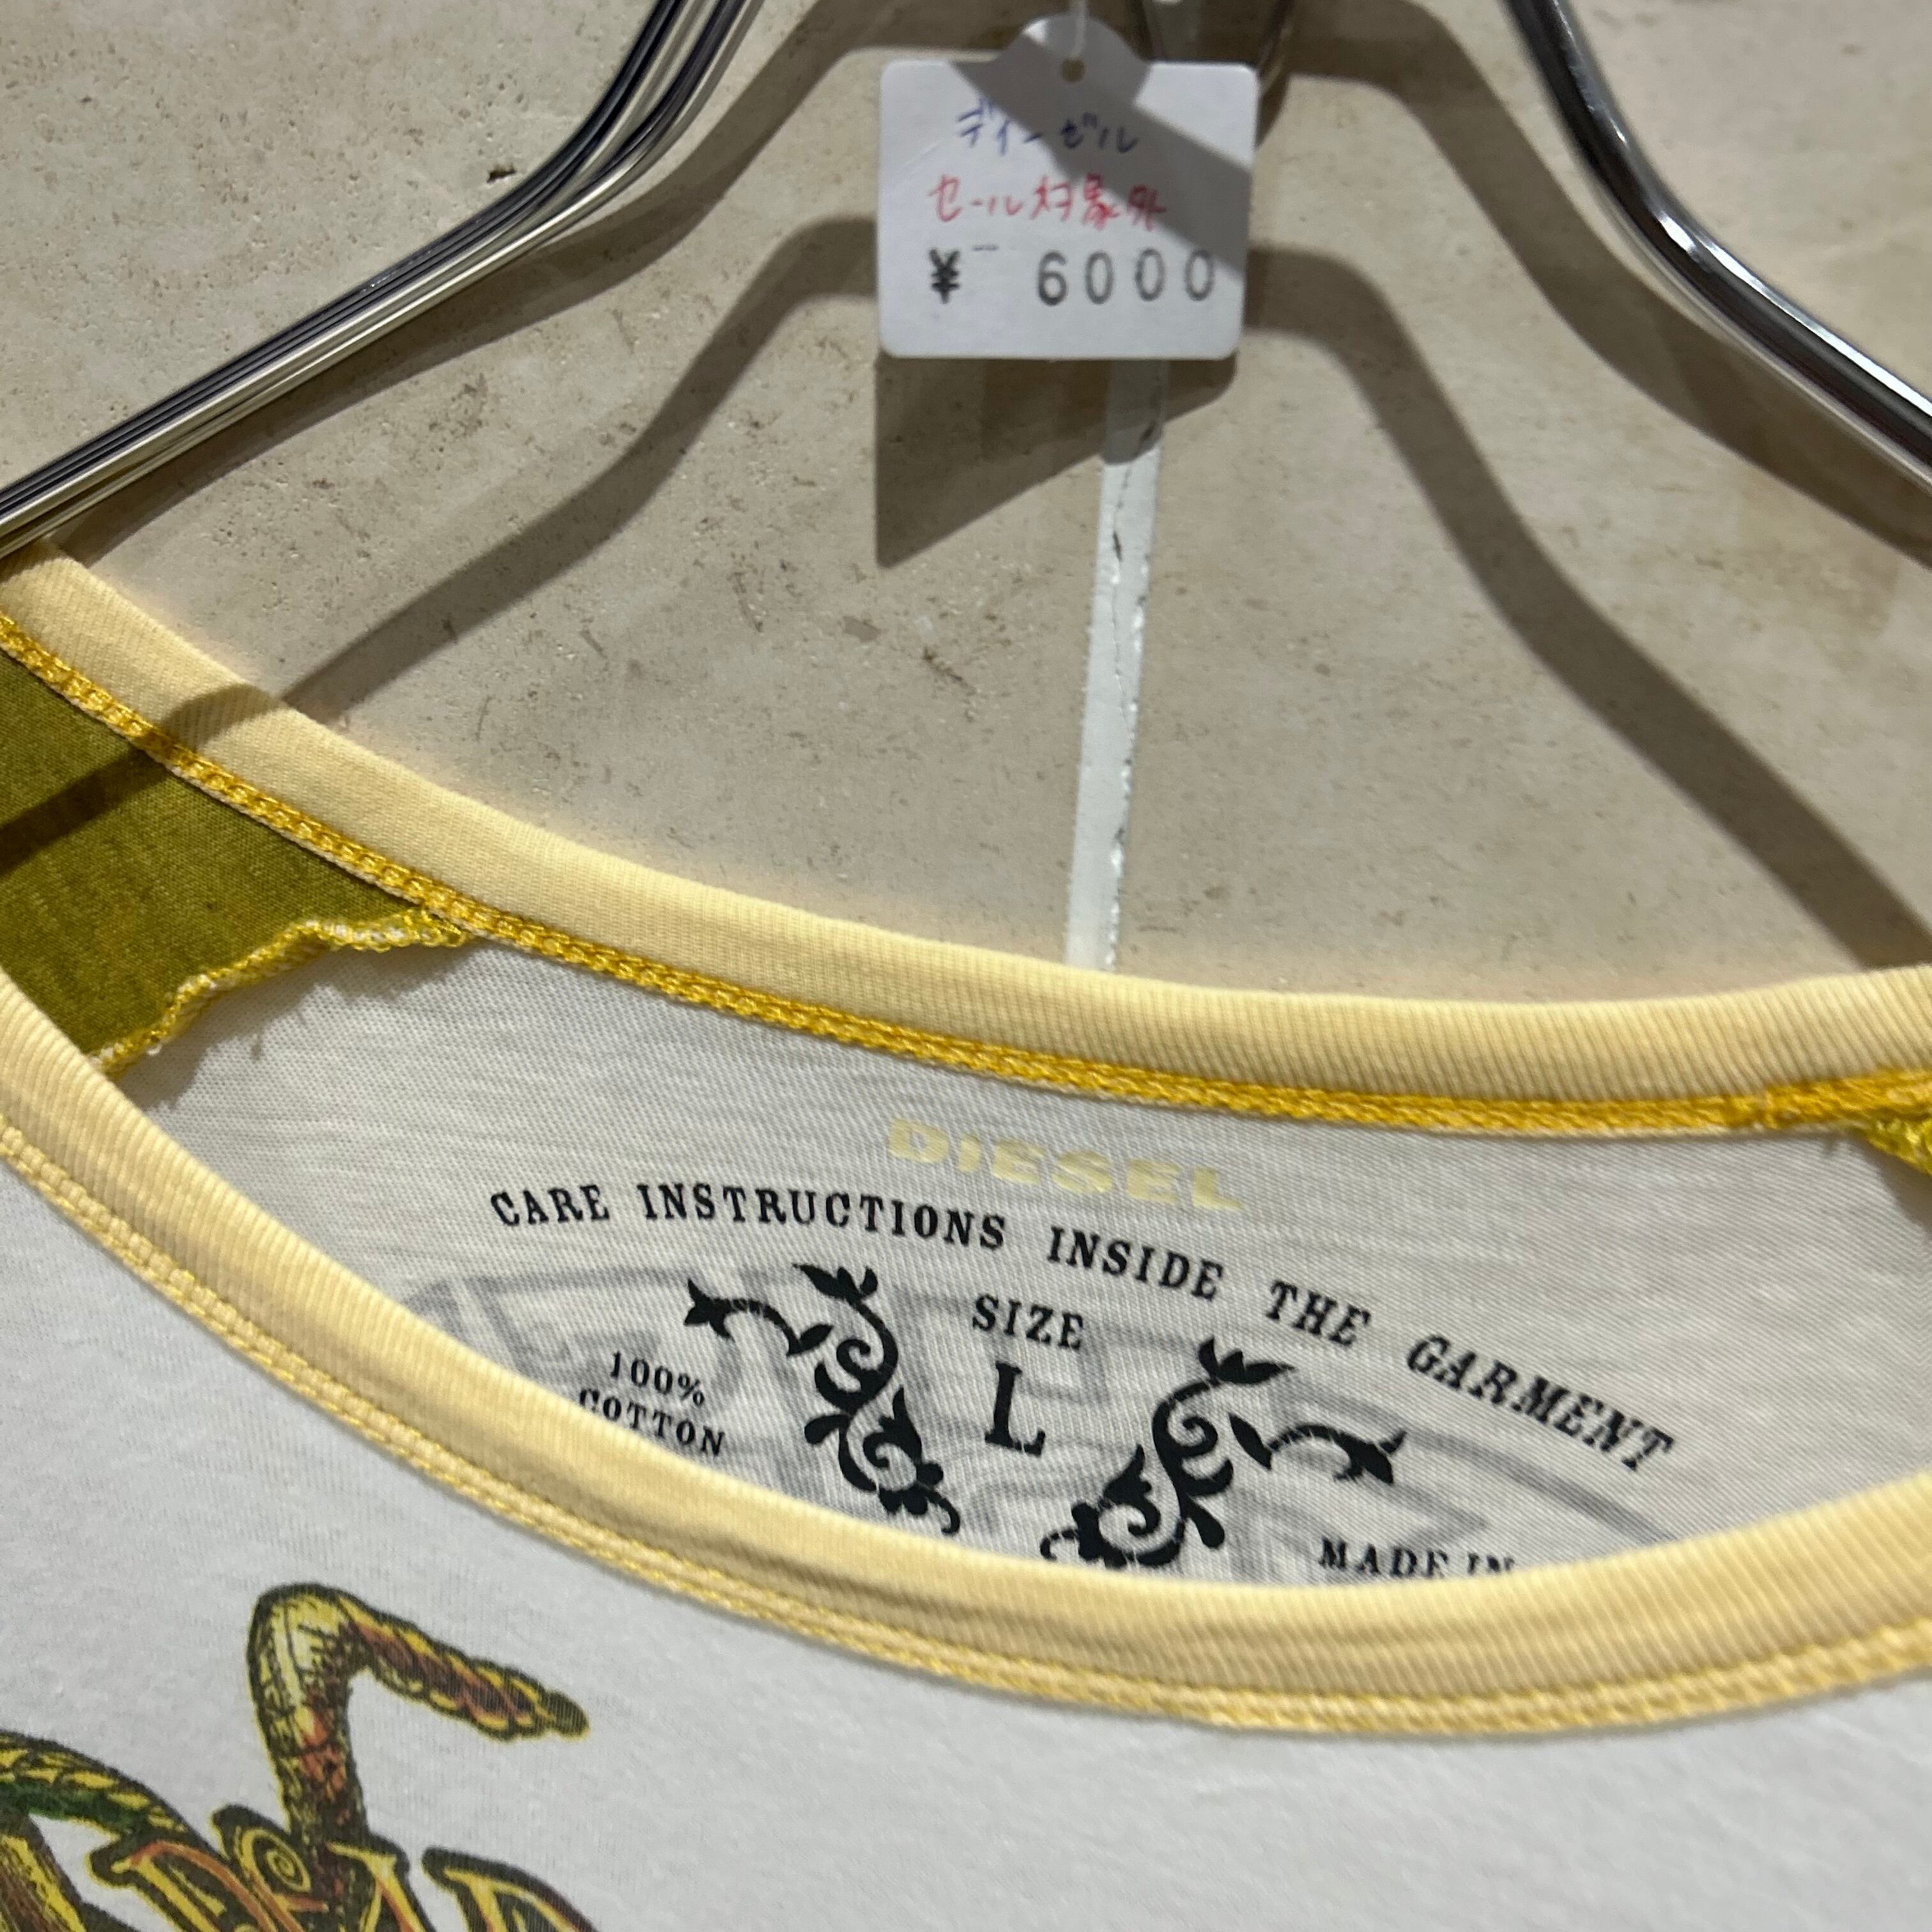 ディーゼル
セール対象外
¥ 6000
DIESEL
CARE INSTRUCTIONS INSIDE THE GARMENT
SIZE
L
100%
COTTON
MADE IN